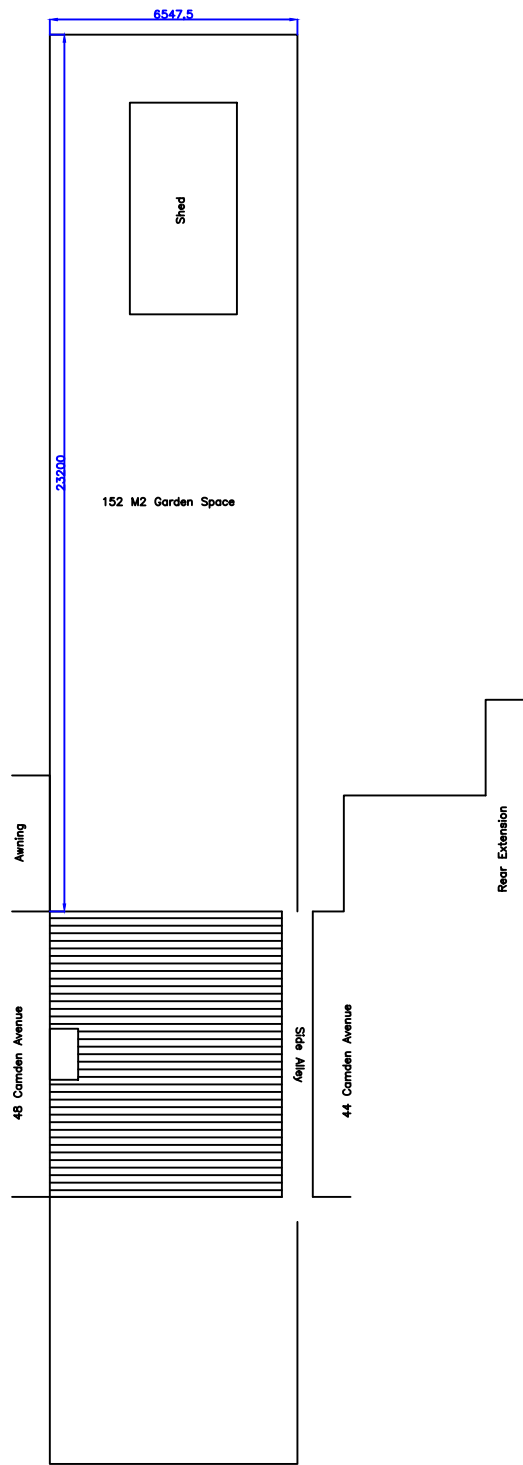 6547.5
Shed
23200
152 M2 Garden Space
Awning
Rear Extension
48 Camden Avenue
Side Alley
44 Camden Avenue